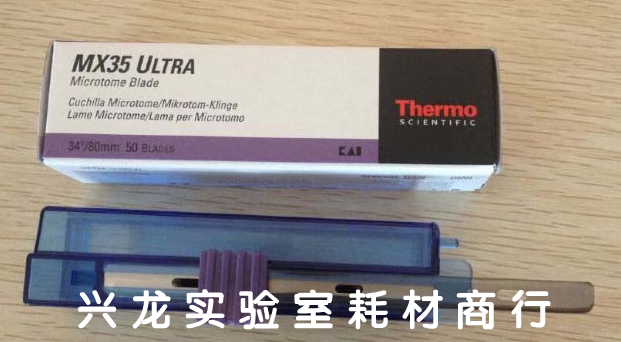 MX35 ULTRA
Microtome Blade
Cuchilla Microtome/Mikrotom-Klinge
Lame Microtome/Lama per Microtomo
Thermo
SCIENTIFIC
34°/80mm 50 BLADES
KAI
兴龙实验室耗材商行